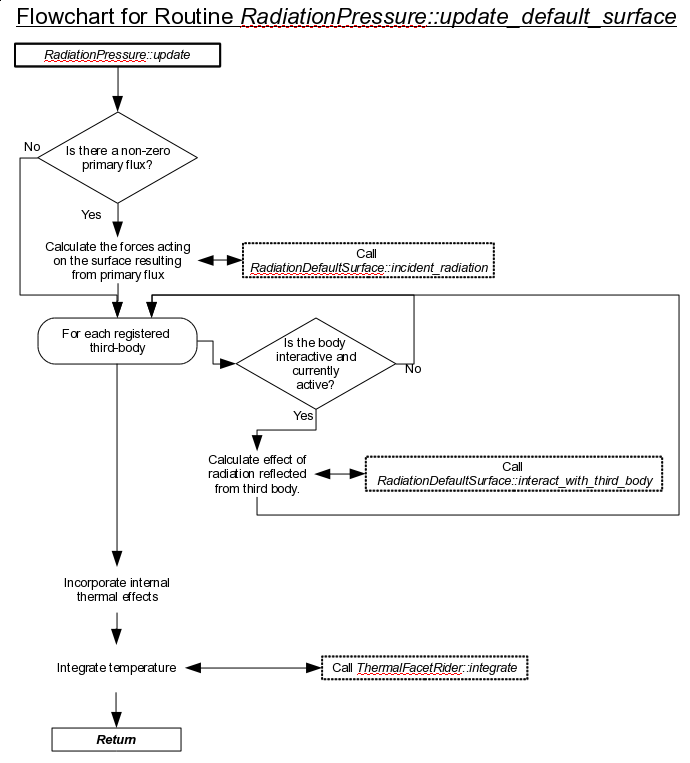 Flowchart for Routine RadiationPressure::update_default_surface
RadiationPressure::update
Is there a non-zero
primary flux?
No
Yes
Calculate the forces acting
on the surface resulting
from primary flux
Call
RadiationDefaultSurface::incident_radiation
For each registered
third-body
Is the body
interactive and
currently
active?
No
Yes
Calculate effect of
radiation reflected
from third body.
Call
RadiationDefaultSurface::interact_with_third_body
Incorporate internal
thermal effects
Integrate temperature
Call ThermalFacetRider::integrate
Return